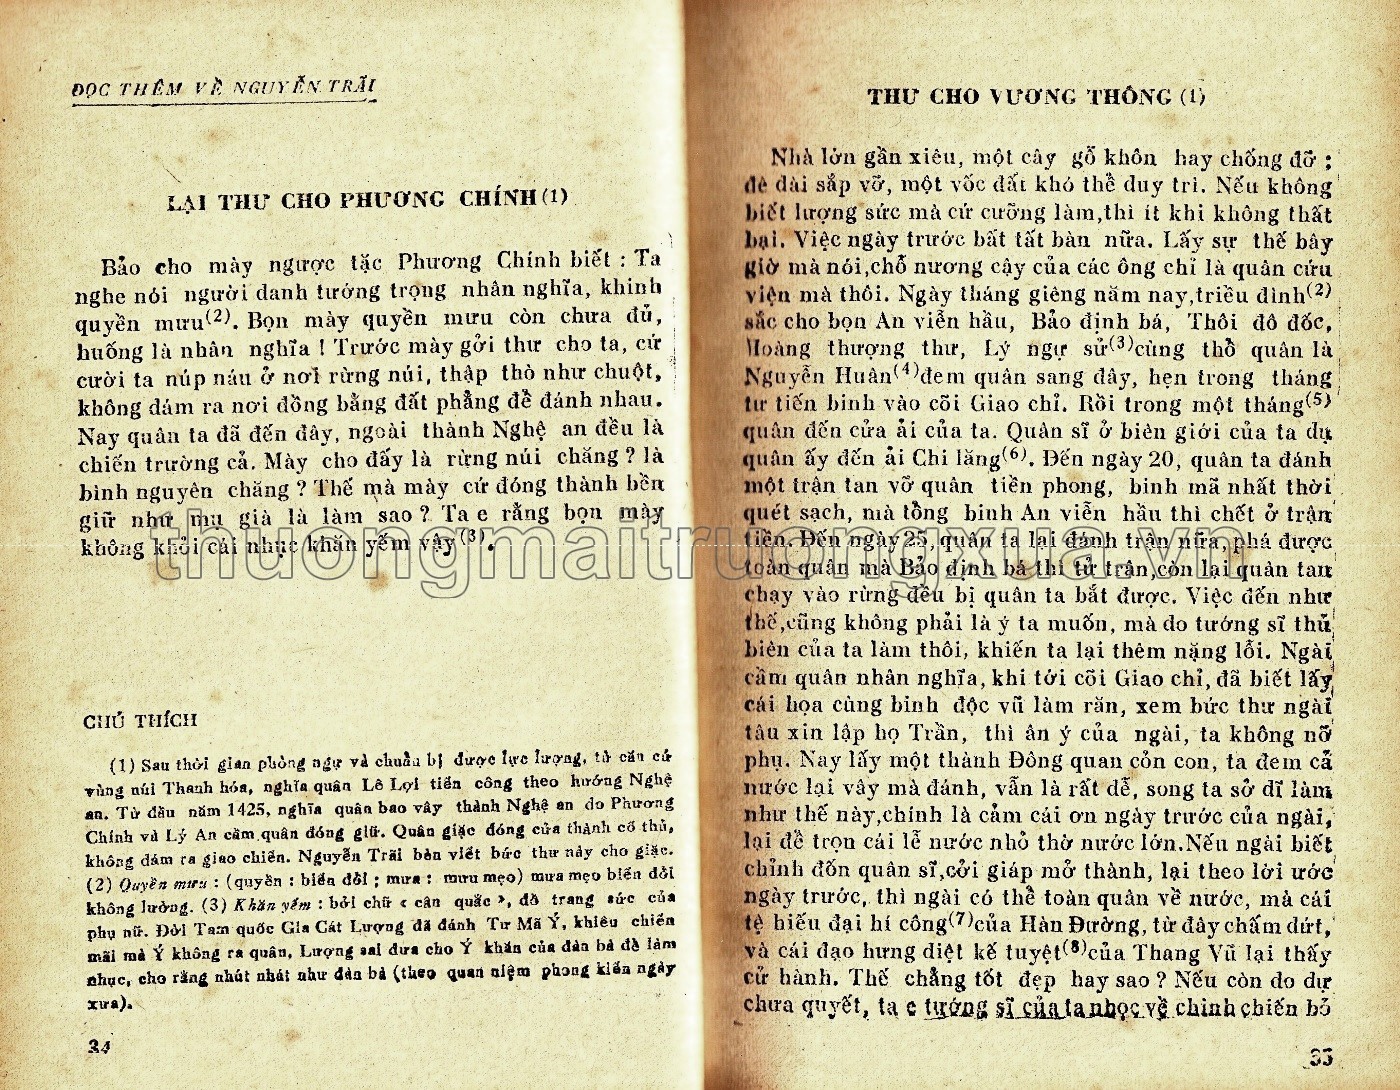 ĐỌC THÊM VỀ NGUYỄN TRÃI
LẠI THƯ CHO PHƯƠNG CHÍNH (1)
Bảo cho mày ngược tặc Phương Chính biết : Ta
nghe nói người danh tướng trọng nhân nghĩa, khinh
quyền mưu(2). Bọn mày quyền mưu còn chưa đủ,
huống là nhân nghĩa ! Trước mày gởi thư cho ta, cứ
cười ta núp náu ở nơi rừng núi, thập thò như chuột,
không dám ra nơi đồng bằng đất phẳng để đánh nhau.
Nay quân ta đã đến đây, ngoài thành Nghệ an đều là
chiến trường cả. Mày cho đấy là rừng núi chăng ? là
bình nguyên chăng ? Thế mà mày cứ đóng thành bền
giữ như mụ già là làm sao ? Ta e rằng bọn mày
không khỏi cái nhục khăn yếm vậy (3).
CHÚ THÍCH
(1) Sau thời gian phòng ngự và chuẩn bị được lực lượng, từ căn cứ
vùng núi Thanh hóa, nghĩa quân Lê Lợi tiến công theo hướng Nghệ
an. Từ đầu năm 1425, nghĩa quân bao vây thành Nghệ an do Phương
Chính và Lý An cầm quân đóng giữ. Quân giặc đóng cửa thành cố thủ,
không dám ra giao chiến. Nguyễn Trãi bèn viết bức thư này cho giặc.
(2) Quyền mưu : (quyền : biến đổi ; mưu : mưu mẹo) mưu mẹo biến đổi
không lường. (3) Khăn yếm : bởi chữ « cân quắc », đồ trang sức của
phụ nữ. Đời Tam quốc Gia Cát Lượng đã đánh Tư Mã Ý, khiêu chiến
mãi mà Ý không ra quân, Lượng sai đưa cho Ý khăn của đàn bà để làm
nhục, cho rằng nhút nhát như đàn bà (theo quan niệm phong kiến ngày
xưa).
34
THƯ CHO VƯƠNG THÔNG (1)
Nhà lớn gần xiêu, một cây gỗ khôn hay chống đỡ ;
đê dài sắp vỡ, một vốc đất khó thể duy trì. Nếu không
biết lượng sức mà cứ cưỡng làm,thì ít khi không thất
bại. Việc ngày trước bất tất bàn nữa. Lấy sự thế bây
giờ mà nói,chỗ nương cậy của các ông chỉ là quân cứu
viện mà thôi. Ngày tháng giêng năm nay,triều đình(2)
sắc cho bọn An viễn hầu, Bảo định bá, Thôi đô đốc,
Hoàng thượng thư, Lý ngự sử(3)cùng thổ quân là
Nguyễn Huân(4)đem quân sang đây, hẹn trong tháng
tư tiến binh vào cõi Giao chỉ. Rồi trong một tháng(5)
quân đến cửa ải của ta. Quân sĩ ở biên giới của ta dụ
quân ấy đến ải Chi lăng(6). Đến ngày 20, quân ta đánh
một trận tan vỡ quân tiền phong, binh mã nhất thời
quét sạch, mà tổng binh An viễn hầu thì chết ở trận
tiền. Đến ngày 25,quân ta lại đánh trận nữa, phá được
toàn quân mà Bảo định bá thì tử trận,còn lại quân tan
chạy vào rừng đều bị quân ta bắt được. Việc đến như
thế,cũng không phải là ý ta muốn, mà do tướng sĩ thú
biên của ta làm thôi, khiến ta lại thêm nặng lỗi. Ngài
cầm quân nhân nghĩa, khi tới cõi Giao chỉ, đã biết lấy
cái họa cùng binh độc vũ làm răn, xem bức thư ngài
tâu xin lập họ Trần, thì ân ý của ngài, ta không nỡ
phụ. Nay lấy một thành Đông quan cỏn con, ta đem cả
nước lại vây mà đánh, vẫn là rất dễ, song ta sở dĩ làm
như thế này,chính là cảm cái ơn ngày trước của ngài,
lại để trọn cái lễ nước nhỏ thờ nước lớn.Nếu ngài biết
chỉnh đốn quân sĩ,cởi giáp mở thành, lại theo lời ước
ngày trước, thì ngài có thể toàn quân về nước, mà cái
tệ hiếu đại hỉ công(7)của Hán Đường, từ đây chấm dứt,
và cái đạo hưng diệt kế tuyệt(8)của Thang Vũ lại thấy
cử hành. Thế chẳng tốt đẹp hay sao ? Nếu còn do dự
chưa quyết, ta e tướng sĩ của ta nhọc về chinh chiến bỏ
35
thuongmaitruongxua.vn